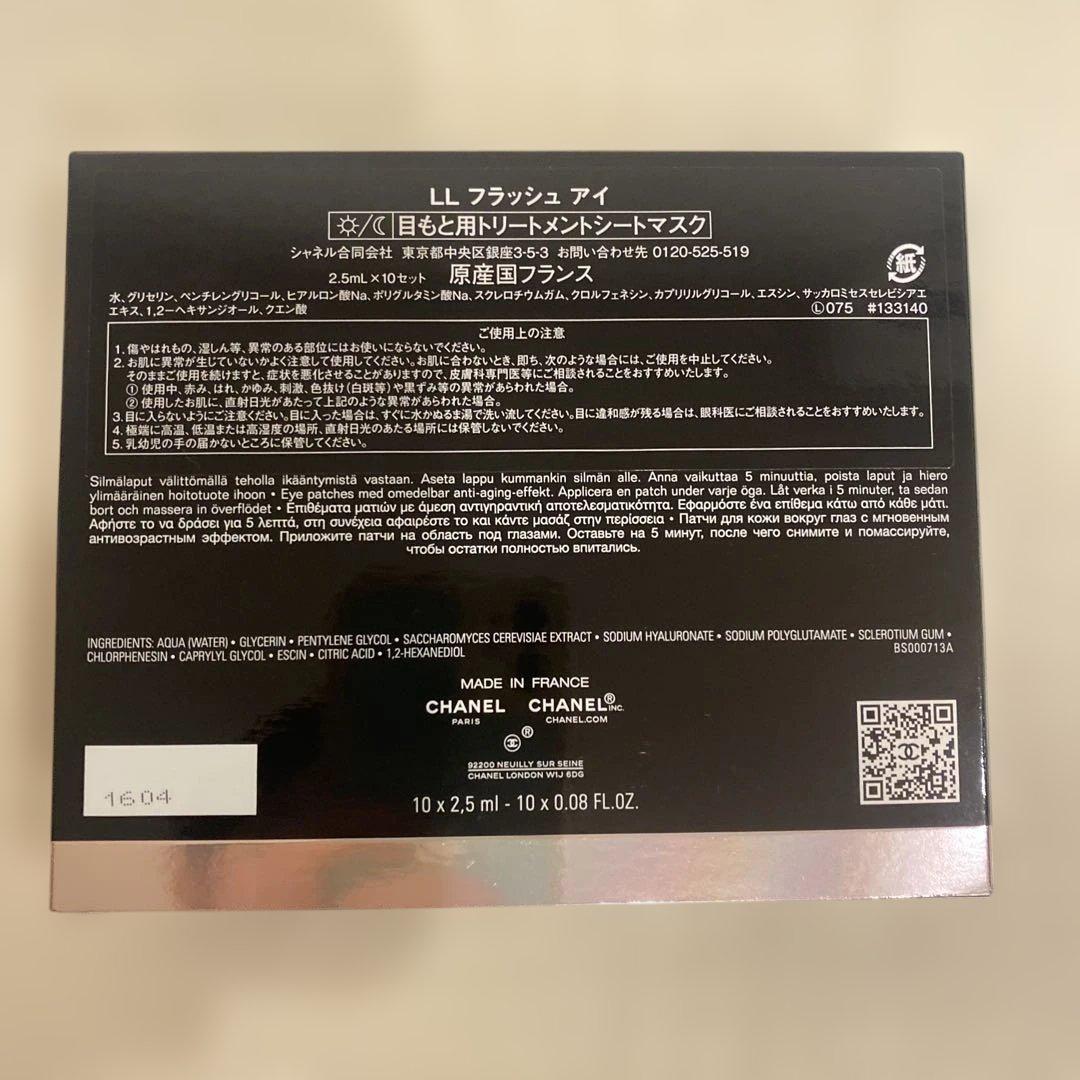 LL フラッシュ アイ
目もと用トリートメントシートマスク
シャネル合同会社 東京都中央区銀座3-5-3 お問い合わせ先 0120-525-519
2.5mL×10セット 原産国フランス
紙
水、グリセリン、ペンチレングリコール、ヒアルロン酸Na、ポリグルタミン酸Na、スクレロチウムガム、クロルフェネシン、カプリリルグリコール、エスシン、サッカロミセスセレビシアエ
エキス、1,2-ヘキサンジオール、クエン酸
Ⓛ075 #133140
ご使用上の注意
1. 傷やはれもの、湿しん等、異常のある部位にはお使いにならないでください。
2. お肌に異常が生じていないかよく注意して使用してください。お肌に合わないとき、即ち、次のような場合には、ご使用を中止してください。
そのままご使用を続けますと、症状を悪化させることがありますので、皮膚科専門医等にご相談されることをおすすめいたします。
① 使用中、赤み、はれ、かゆみ、刺激、色抜け(白斑等)や黒ずみ等の異常があらわれた場合。
② 使用したお肌に、直射日光があたって上記のような異常があらわれた場合。
3. 目に入らないようにご注意ください。目に入った場合は、すぐに水かぬるま湯で洗い流してください。目に違和感が残る場合は、眼科医にご相談されることをおすすめいたします。
4. 極端に高温、低温または高湿度の場所、直射日光のあたる場所には保管しないでください。
5. 乳幼児の手の届かないところに保管してください。
Silmälaput välittömällä teholla ikääntymistä vastaan. Aseta lappu kummankin silmän alle. Anna vaikuttaa 5 minuuttia, poista laput ja hiero
ylimääräinen hoitotuote ihoon • Eye patches med omedelbar anti-aging-effekt. Applicera en patch under varje öga. Låt verka i 5 minuter, ta sedan
bort och massera in överflödet • Επιθέματα ματιών με άμεση αντιγηραντική αποτελεσματικότητα. Εφαρμόστε ένα επίθεμα κάτω από κάθε μάτι.
Αφήστε το να δράσει για 5 λεπτά, στη συνέχεια αφαιρέστε το και κάντε μασάζ στην περίσσεια • Патчи для кожи вокруг глаз с мгновенным
антивозрастным эффектом. Приложите патчи на область под глазами. Оставьте на 5 минут, после чего снимите и помассируйте,
чтобы остатки полностью впитались.
INGREDIENTS: AQUA (WATER) • GLYCERIN • PENTYLENE GLYCOL • SACCHAROMYCES CEREVISIAE EXTRACT • SODIUM HYALURONATE • SODIUM POLYGLUTAMATE • SCLEROTIUM GUM •
CHLORPHENESIN • CAPRYLYL GLYCOL • ESCIN • CITRIC ACID • 1,2-HEXANEDIOL
BS000713A
MADE IN FRANCE
CHANEL CHANEL® INC.
PARIS CHANEL.COM
®
92200 NEUILLY SUR SEINE
CHANEL LONDON W1J 6DG
10 x 2,5 ml - 10 x 0.08 FL.OZ.
1604